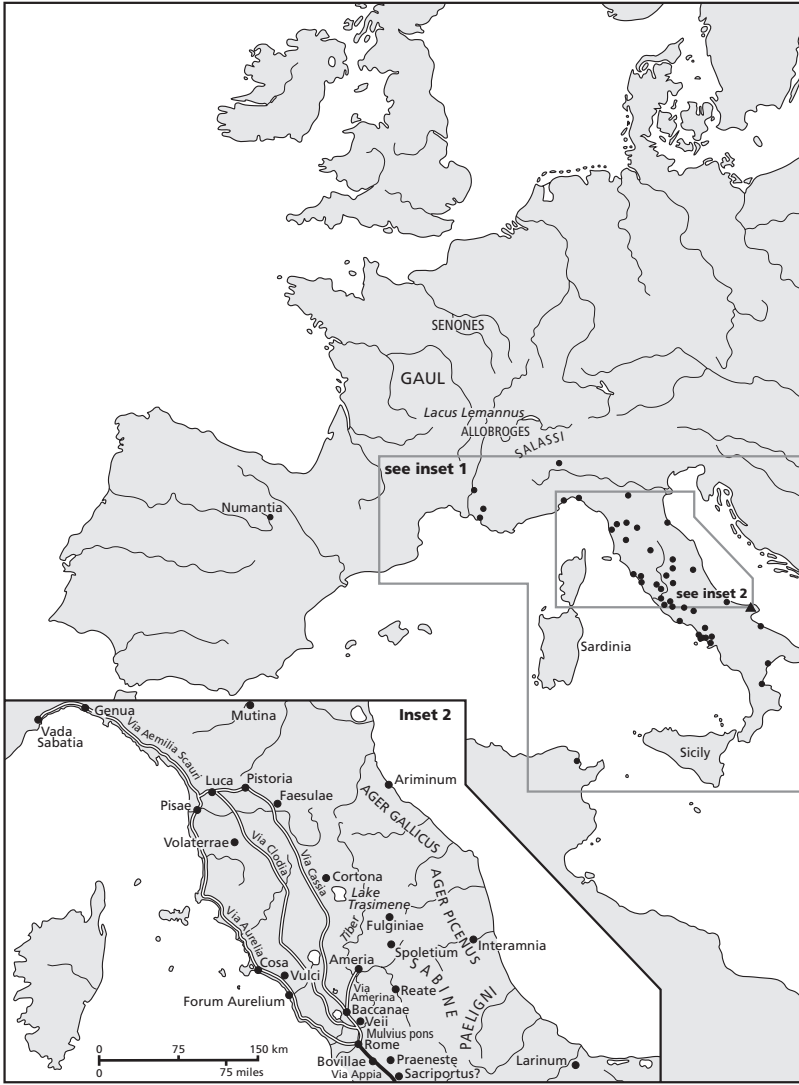 SENONES
GAUL
Lacus Lemannus
ALLOBROGES
SALASSI
see inset 1
Numantia
see inset 2
Sardinia
Sicily
Inset 2
Genua
Mutina
Vada
Sabatia
Via Aemilia Scauri
Luca
Pistoria
Ariminum
Pisae
Faesulae
AGER GALLICUS
Volaterrae
Via Clodia
Via Cassia
Cortona
Lake
Trasimene
AGER PICENUS
Tiber
Fulginiae
Via Aurelia
Spoletium
Interamnia
Cosa
Vulci
Ameria
SABINE
Forum Aurelium
Via
Amerina
Reate
PAELIGNI
Baccanae
Veii
Mulvius pons
Rome
0 75 150 km
0 75 miles
Bovillae
Praeneste
Larinum
Via Appia
Sacriportus?